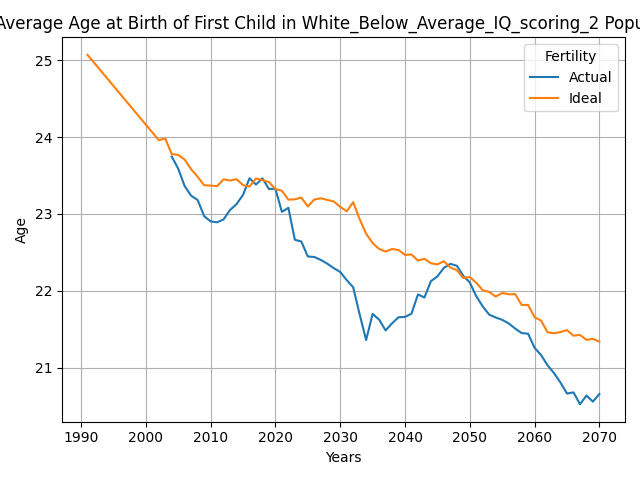 Average Age at Birth of First Child in White_Below_Average_IQ_scoring_2
Fertility
Actual
Ideal
25
24
23
22
21
Age
1990
2000
2010
2020
2030
2040
2050
2060
2070
Years